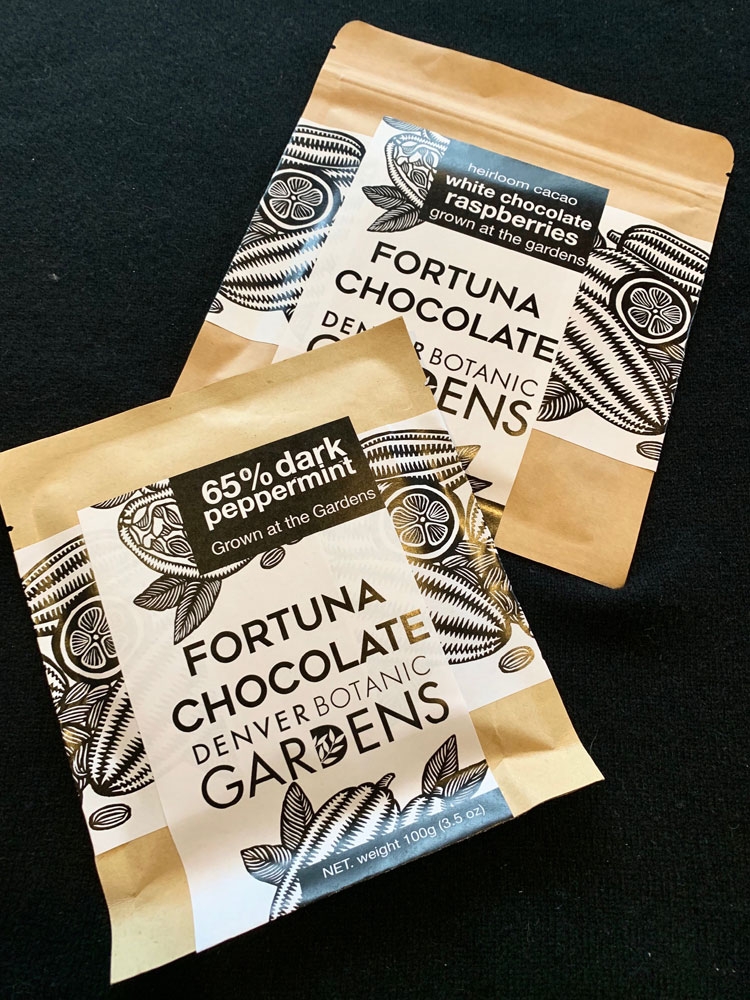 heirloom cacao
white chocolate
raspberries
grown at the gardens
FORTUNA
CHOCOLATE
DENVER BOTANIC
GARDENS
65% dark
peppermint
Grown at the Gardens
FORTUNA
CHOCOLATE
DENVER BOTANIC
GARDENS
NET. weight 100g (3.5 oz)